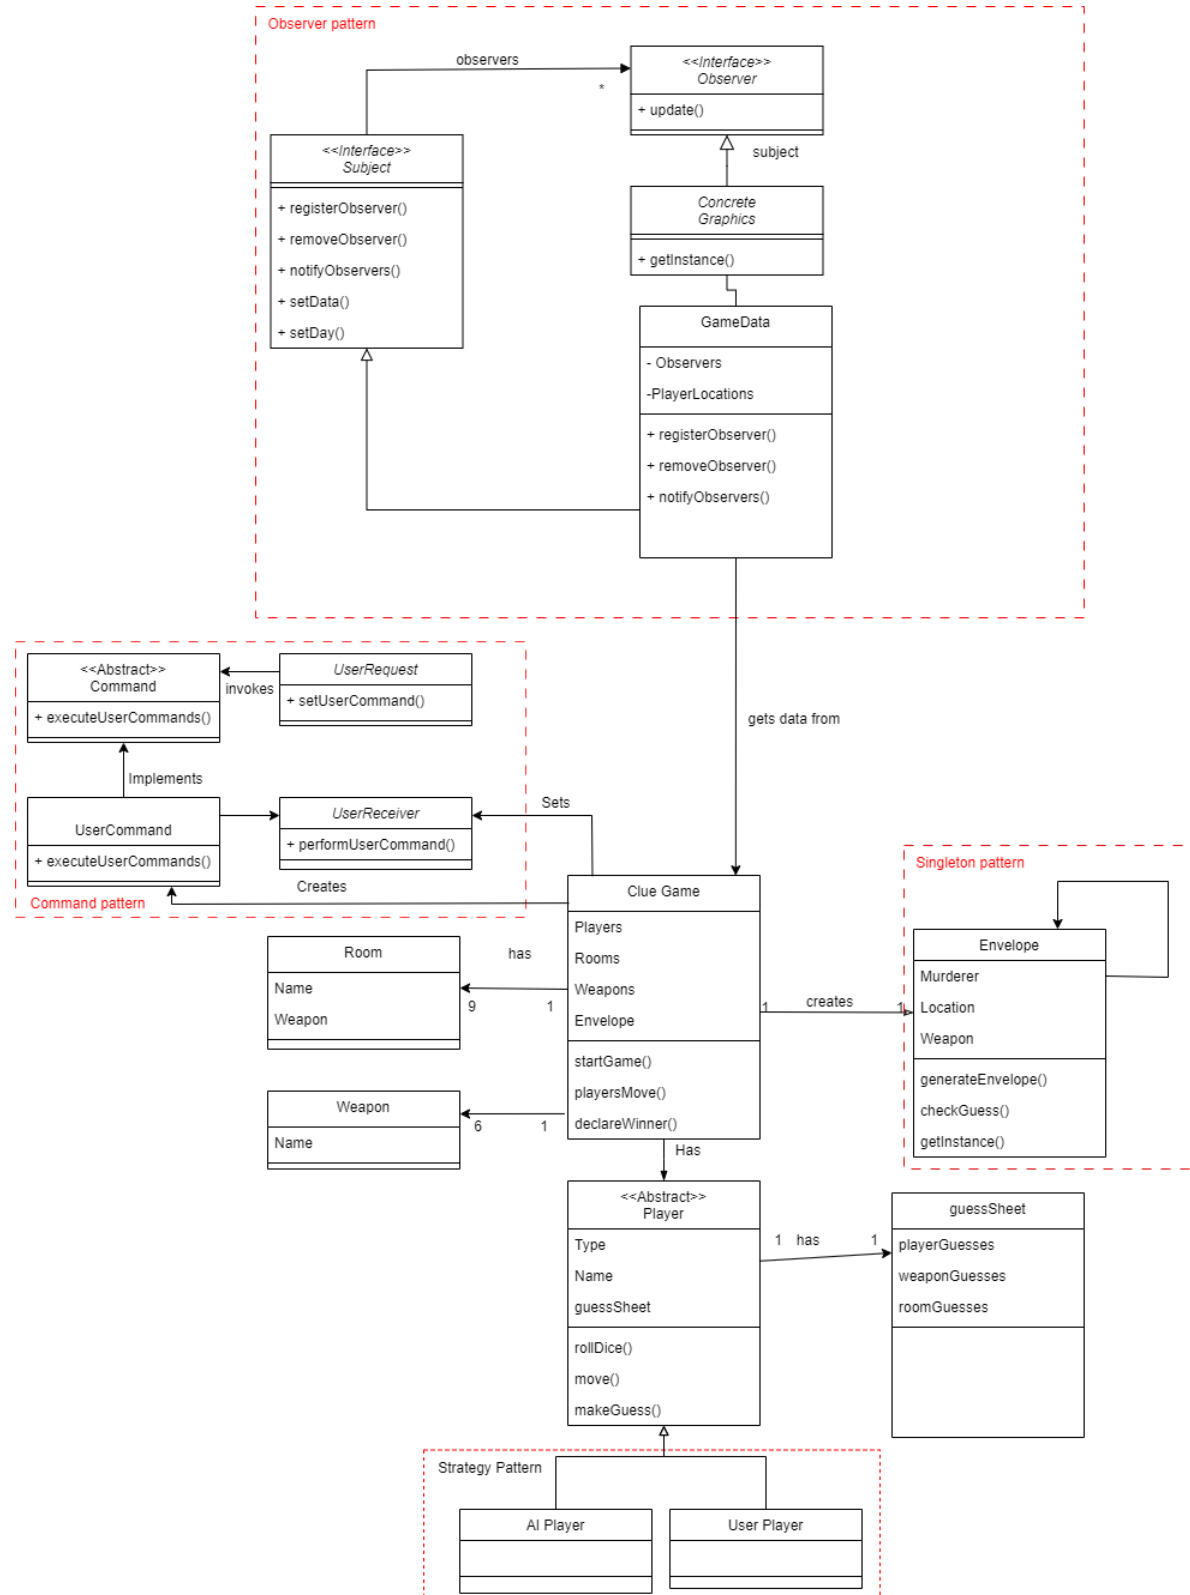 Observer pattern
observers
*
<<Interface>>
Observer
+ update()
subject
<<Interface>>
Subject
+ registerObserver()
+ removeObserver()
+ notifyObservers()
+ setData()
+ setDay()
Concrete
Graphics
+ getInstance()
GameData
- Observers
-PlayerLocations
+ registerObserver()
+ removeObserver()
+ notifyObservers()
gets data from
<<Abstract>>
Command
+ executeUserCommands()
invokes
UserRequest
+ setUserCommand()
Implements
UserCommand
+ executeUserCommands()
UserReceiver
+ performUserCommand()
Sets
Creates
Command pattern
Clue Game
Players
Rooms
Weapons
Envelope
startGame()
playersMove()
declareWinner()
Room
Name
Weapon
has
9
1
Weapon
Name
6
1
1
creates
1
Singleton pattern
Envelope
Murderer
Location
Weapon
generateEnvelope()
checkGuess()
getInstance()
Has
<<Abstract>>
Player
Type
Name
guessSheet
rollDice()
move()
makeGuess()
1 has 1
guessSheet
playerGuesses
weaponGuesses
roomGuesses
Strategy Pattern
AI Player
User Player